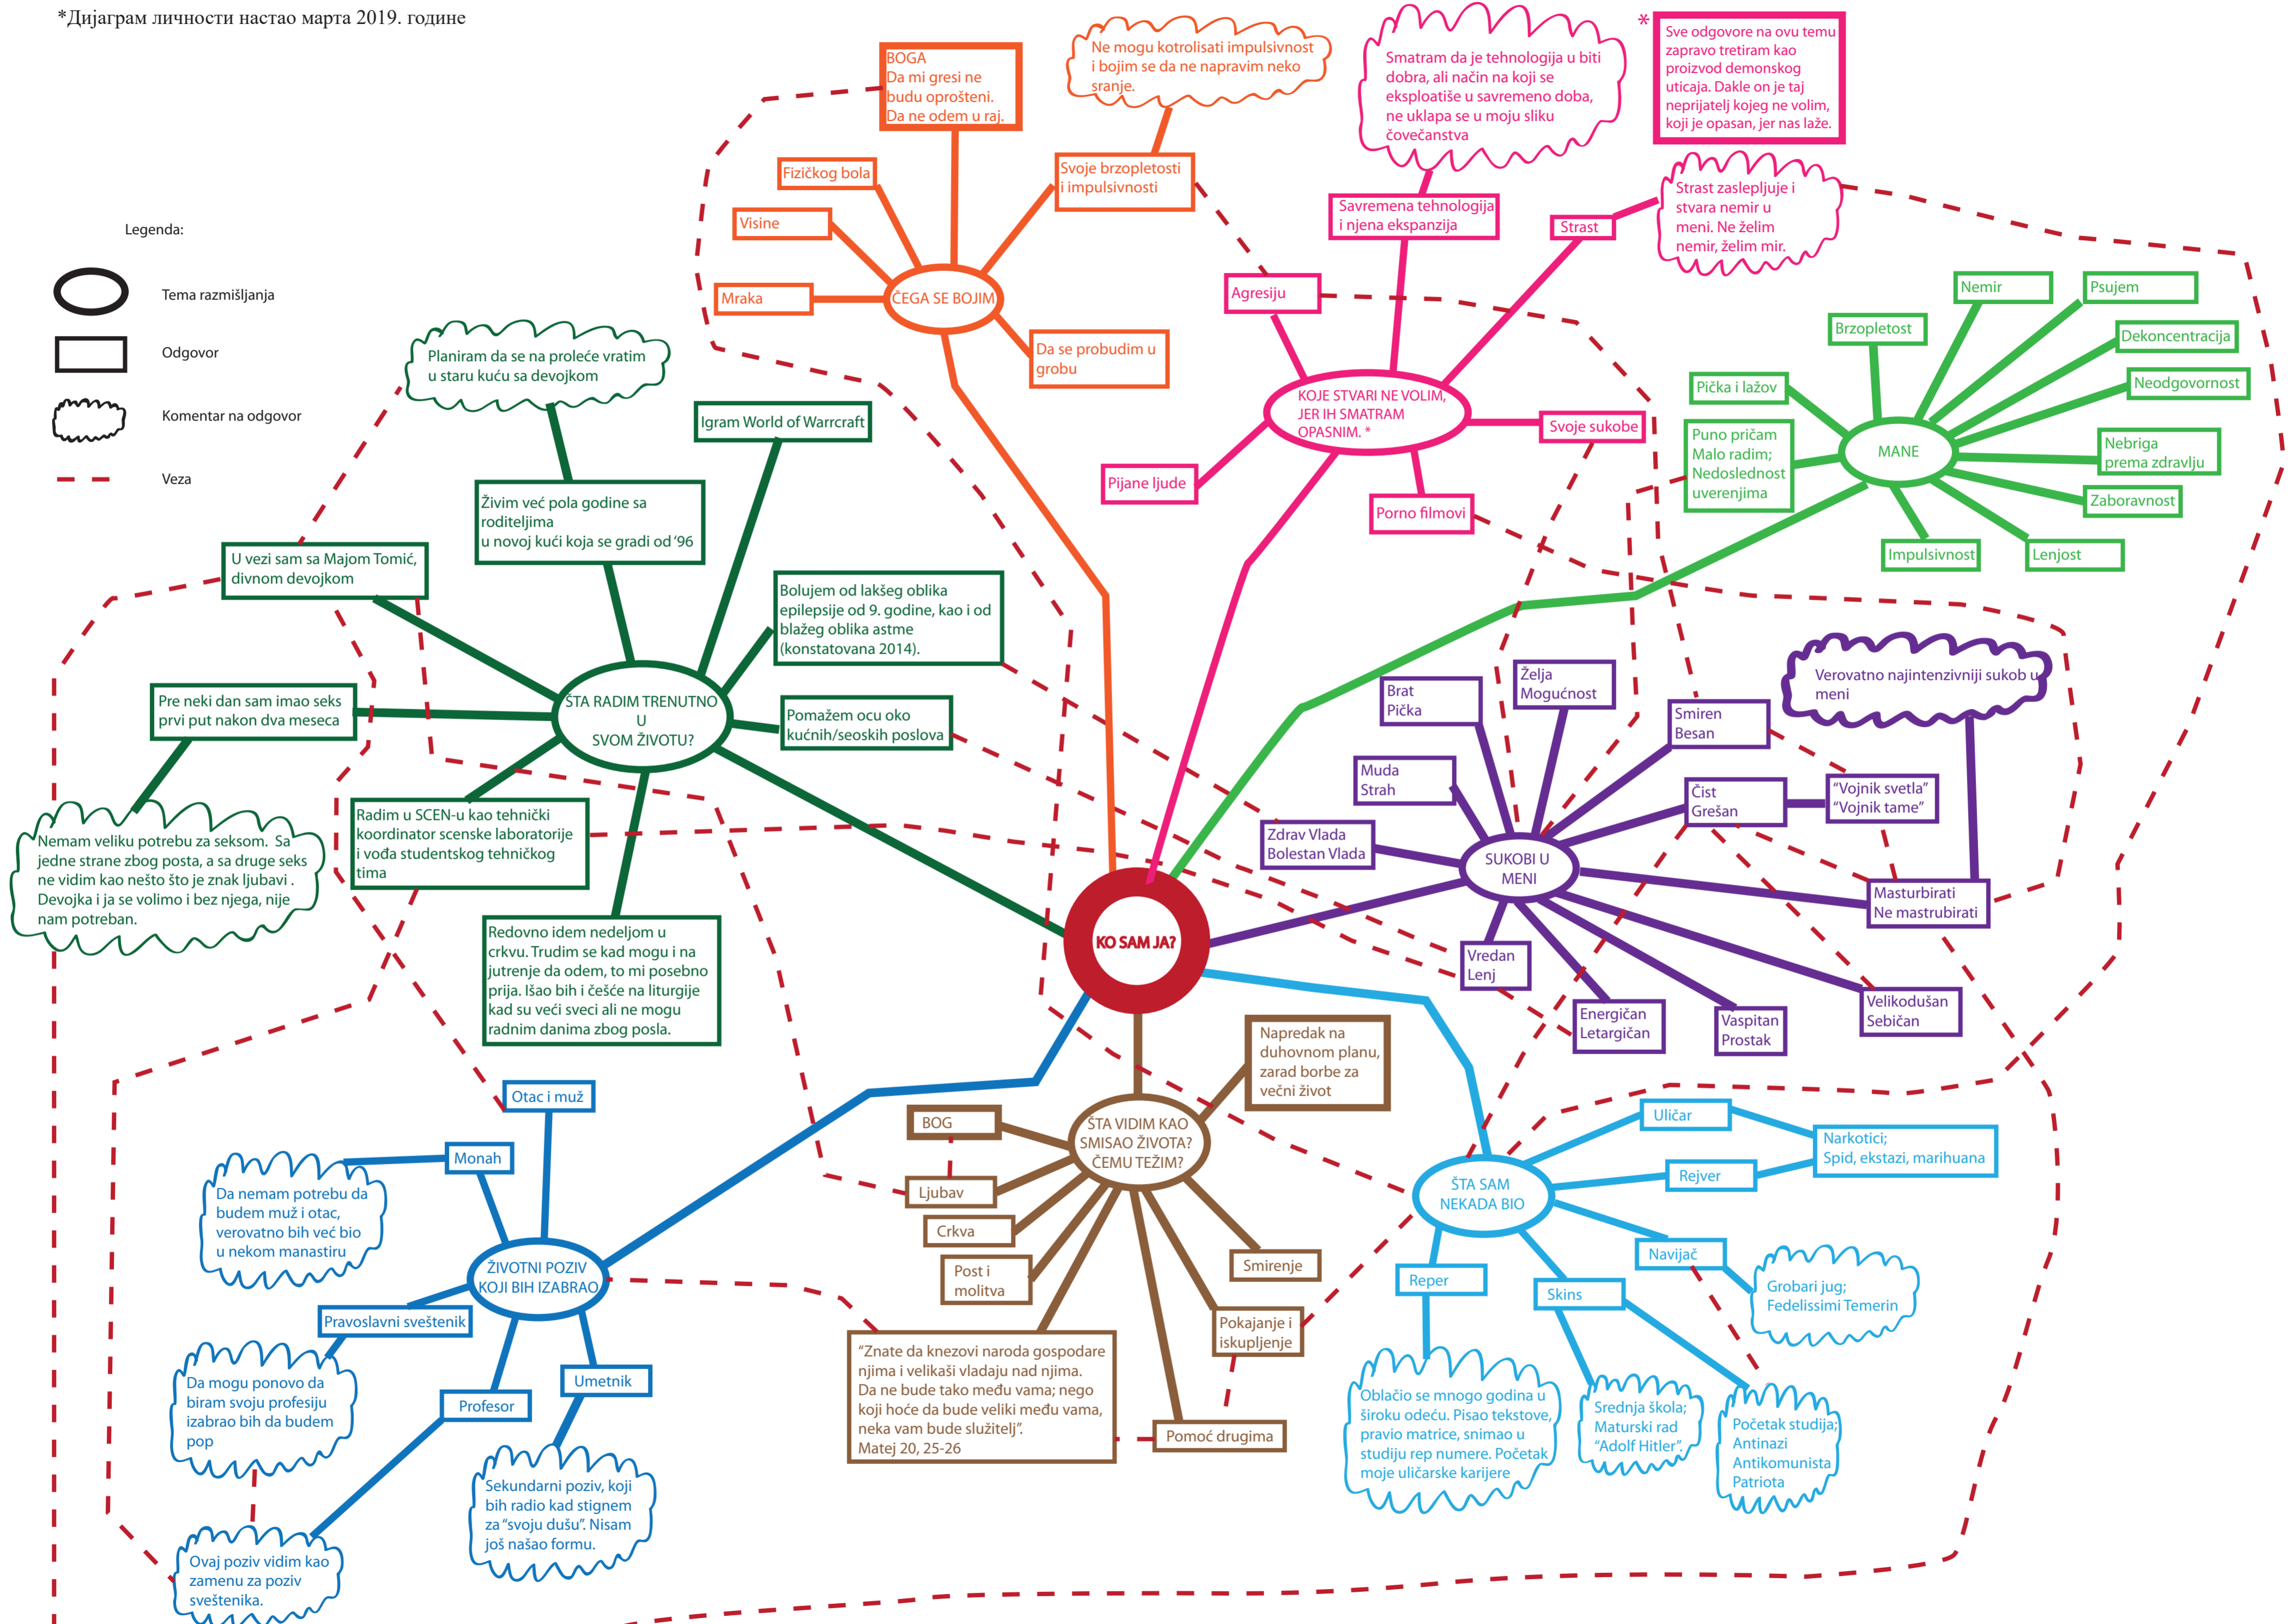 *Дијаграм личности настао марта 2019. године
Legenda:
Tema razmišljanja
Odgovor
Komentar na odgovor
Veza
BOGA
Da mi gresi ne
budu oprošteni.
Da ne odem u raj.
Ne mogu kotrolisati impulsivnost
i bojim se da ne napravim neko
sranje.
Fizičkog bola
Svoje brzopletosti
i impulsivnosti
Visine
Mraka
ČEGA SE BOJIM
Da se probudim u
grobu
Smatram da je tehnologija u biti
dobra, ali način na koji se
eksploatiše u savremeno doba,
ne uklapa se u moju sliku
čovečanstva
*
Sve odgovore na ovu temu
zapravo tretiram kao
proizvod demonskog
uticaja. Dakle on je taj
neprijatelj kojeg ne volim,
koji je opasan, jer nas laže.
Savremena tehnologija
i njena ekspanzija
Strast
Strast zaslepljuje i
stvara nemir u
meni. Ne želim
nemir, želim mir.
Agresiju
KOJE STVARI NE VOLIM,
JER IH SMATRAM
OPASNIM. *
Svoje sukobe
Pijane ljude
Porno filmovi
Nemir
Psujem
Brzopletost
Dekoncentracija
Pička i lažov
Neodgovornost
Puno pričam
Malo radim;
Nedoslednost
uverenjima
MANE
Nebriga
prema zdravlju
Zaboravnost
Impulsivnost
Lenjost
Planiram da se na proleće vratim
u staru kuću sa devojkom
Igram World of Warrcraft
Živim već pola godine sa
roditeljima
u novoj kući koja se gradi od ‘96
U vezi sam sa Majom Tomić,
divnom devojkom
Bolujem od lakšeg oblika
epilepsije od 9. godine, kao i od
blažeg oblika astme
(konstatovana 2014).
Pre neki dan sam imao seks
prvi put nakon dva meseca
ŠTA RADIM TRENUTNO
U
SVOM ŽIVOTU?
Pomažem ocu oko
kućnih/seoskih poslova
Nemam veliku potrebu za seksom.  Sa
jedne strane zbog posta, a sa druge seks
ne vidim kao nešto što je znak ljubavi .
Devojka i ja se volimo i bez njega, nije
nam potreban.
Radim u SCEN-u kao tehnički
koordinator scenske laboratorije
i vođa studentskog tehničkog
tima
Redovno idem nedeljom u
crkvu. Trudim se kad mogu i na
jutrenje da odem, to mi posebno
prija. Išao bih i češće na liturgije
kad su veći sveci ali ne mogu
radnim danima zbog posla.
KO SAM JA?
Verovatno najintenzivniji sukob u
meni
Brat
Pička
Želja
Mogućnost
Smiren
Besan
Muda
Strah
Čist
Grešan
“Vojnik svetla”
“Vojnik tame”
Zdrav Vlada
Bolestan Vlada
SUKOBI U
MENI
Masturbirati
Ne mastrubirati
Vredan
Lenj
Energičan
Letargičan
Vaspitan
Prostak
Velikodušan
Sebičan
Otac i muž
Monah
Da nemam potrebu da
budem muž i otac,
verovatno bih već bio
u nekom manastiru
ŽIVOTNI POZIV
KOJI BIH IZABRAO
Pravoslavni sveštenik
Da mogu ponovo da
biram svoju profesiju
izabrao bih da budem
pop
Profesor
Umetnik
Sekundarni poziv, koji
bih radio kad stignem
za “svoju dušu”. Nisam
još našao formu.
Ovaj poziv vidim kao
zamenu za poziv
sveštenika.
Napredak na
duhovnom planu,
zarad borbe za
večni život
BOG
ŠTA VIDIM KAO
SMISAO ŽIVOTA?
ČEMU TEŽIM?
Ljubav
Crkva
Post i
molitva
Smirenje
Pokajanje i
iskupljenje
“Znate da knezovi naroda gospodare
njima i velikaši vladaju nad njima.
Da ne bude tako među vama; nego
koji hoće da bude veliki među vama,
neka vam bude služitelj”.
Matej 20, 25-26
Pomoć drugima
Uličar
Narkotici;
Spid, ekstazi, marihuana
Rejver
ŠTA SAM
NEKADA BIO
Navijač
Grobari jug;
Fedelissimi Temerin
Reper
Skins
Oblačio se mnogo godina u
široku odeću. Pisao tekstove,
pravio matrice, snimao u
studiju rep numere. Početak
moje uličarske karijere
Srednja škola;
Maturski rad
“Adolf Hitler”.
Početak studija;
Antinazi
Antikomunista
Patriota